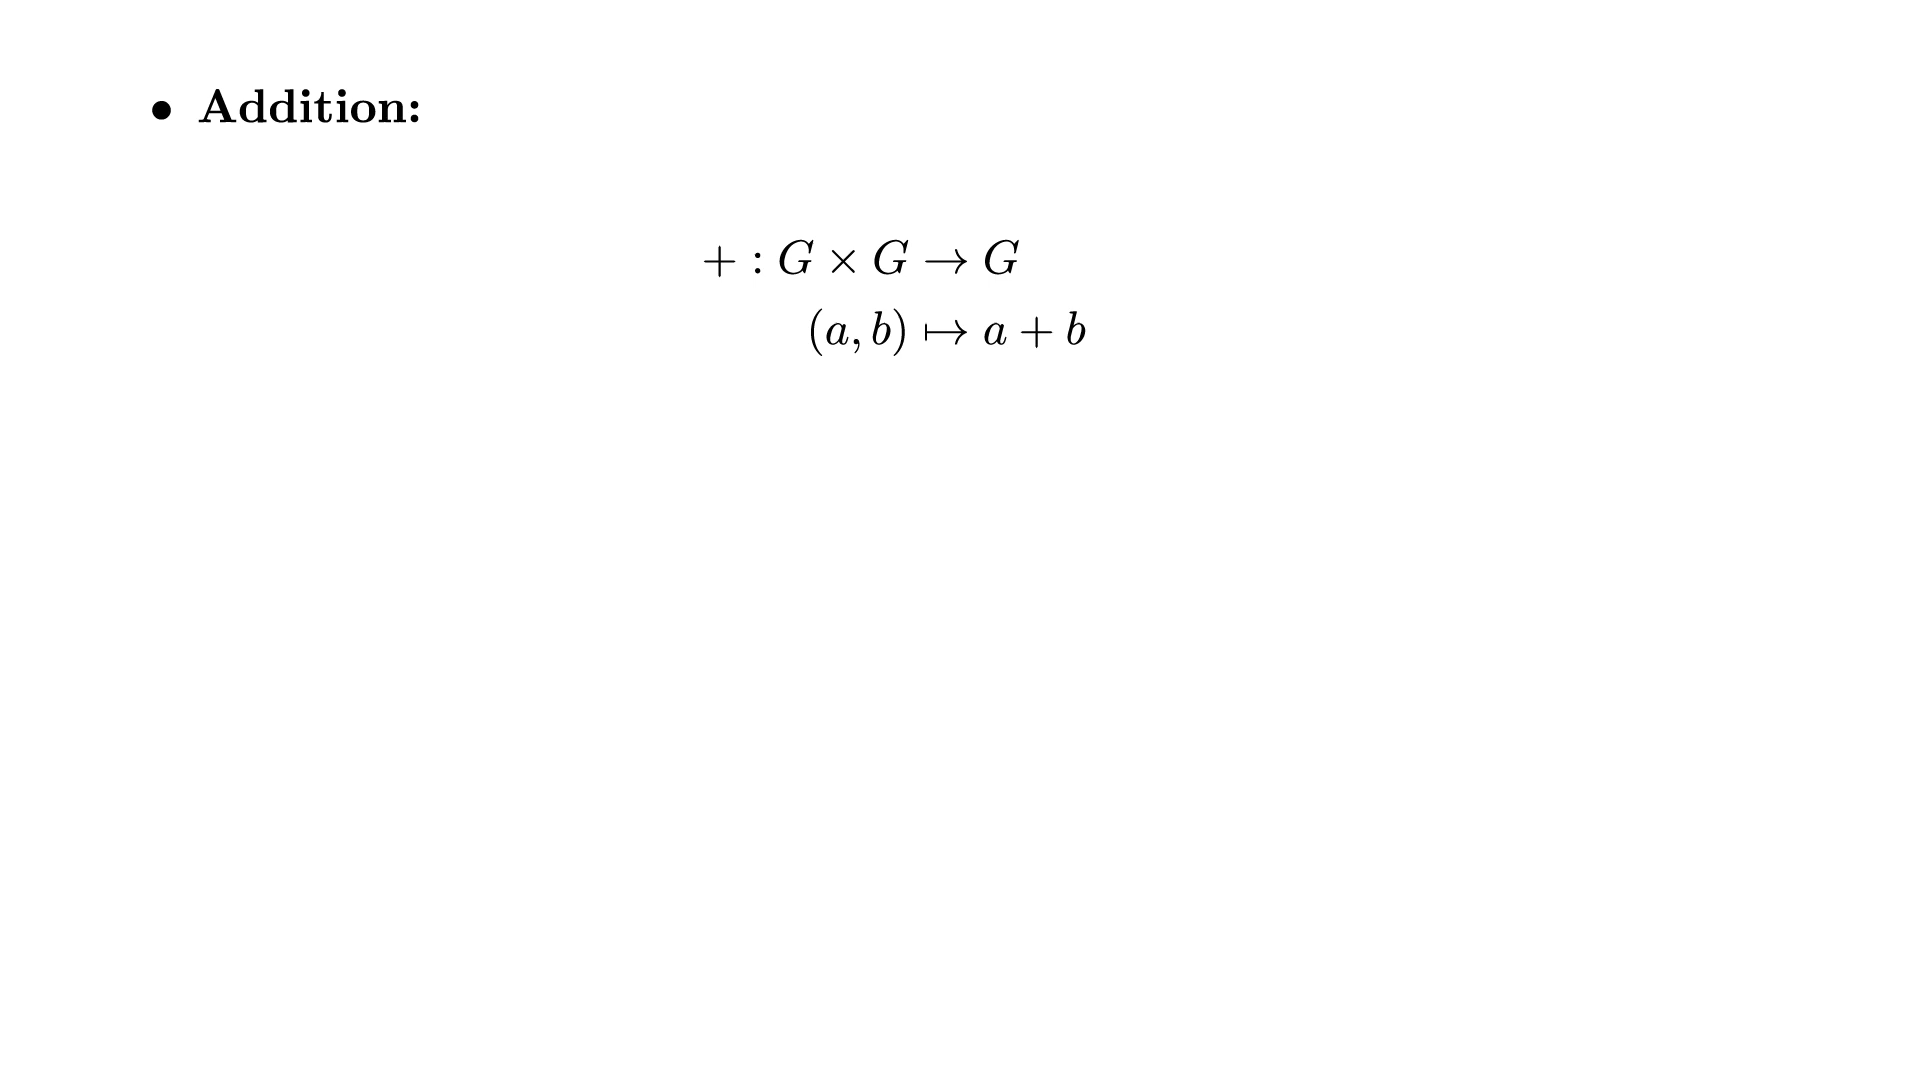 • Addition:
+ : G × G → G
(a, b) ↦ a + b